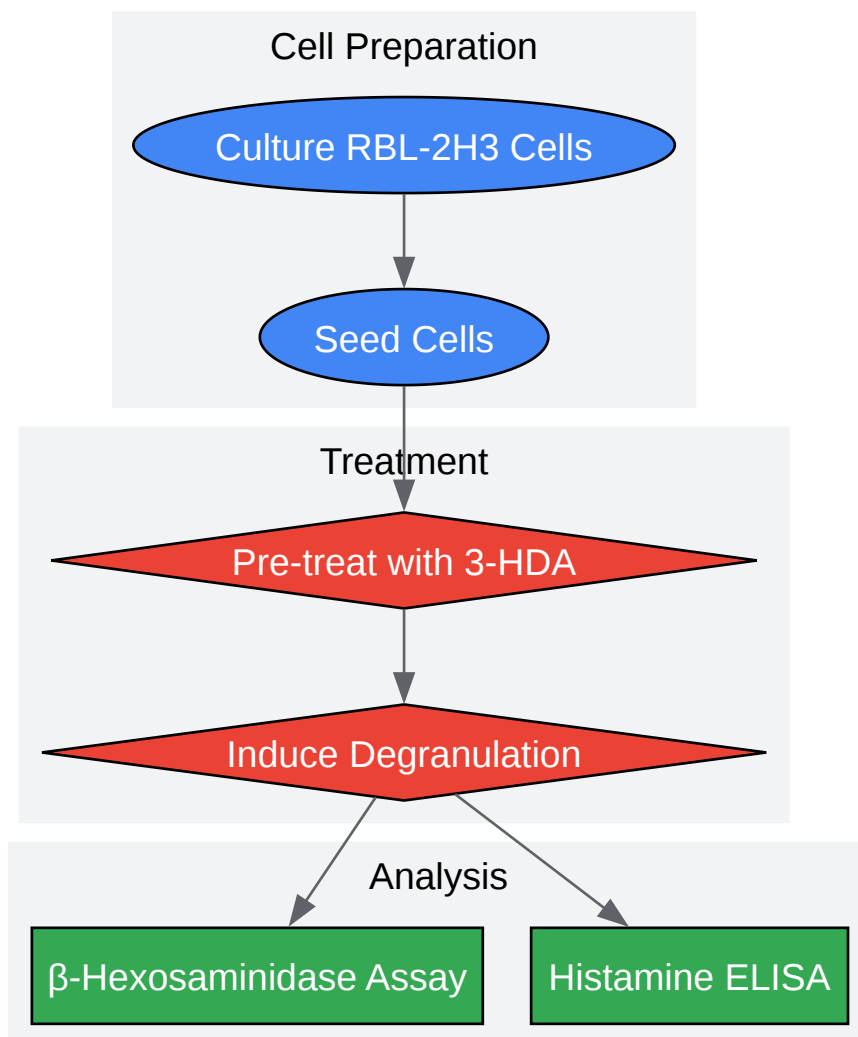 Cell Preparation
Culture RBL-2H3 Cells
Seed Cells
Treatment
Pre-treat with 3-HDA
Induce Degranulation
Analysis
β-Hexosaminidase Assay
Histamine ELISA